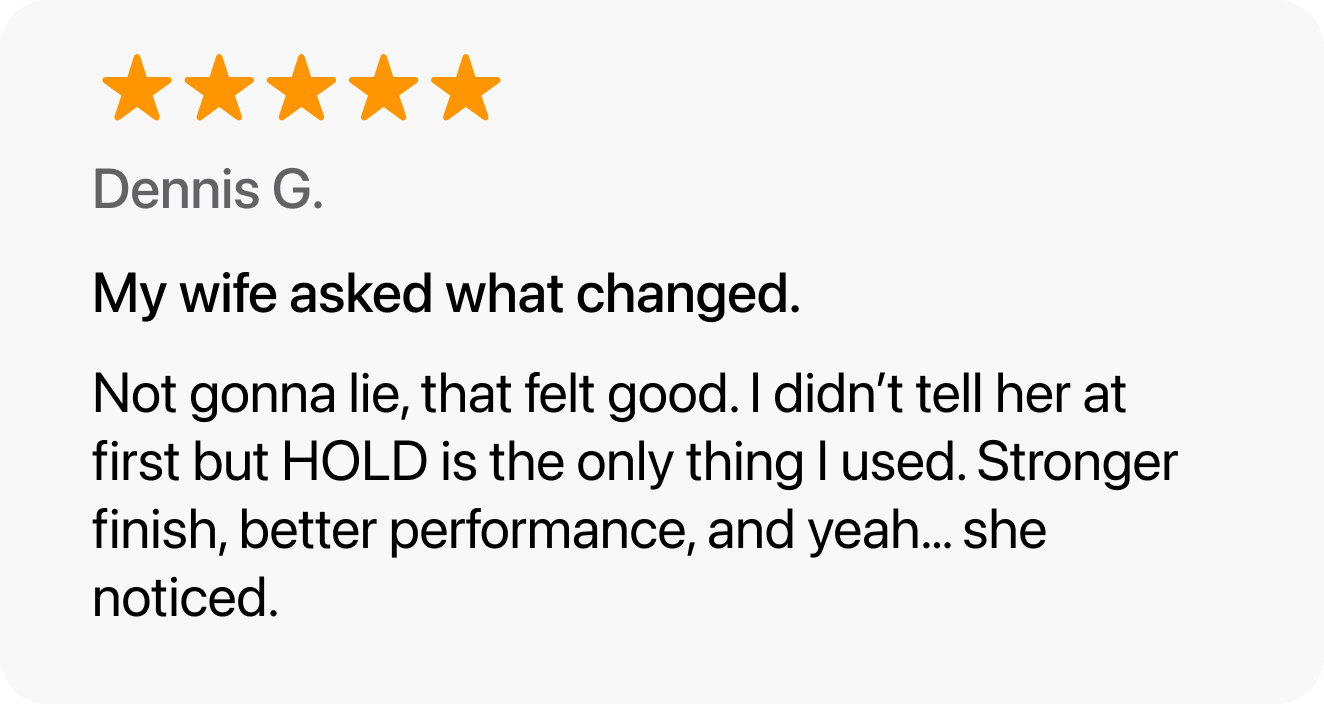 Dennis G.
My wife asked what changed.
Not gonna lie, that felt good. I didn’t tell her at
first but HOLD is the only thing I used. Stronger
finish, better performance, and yeah... she
noticed.